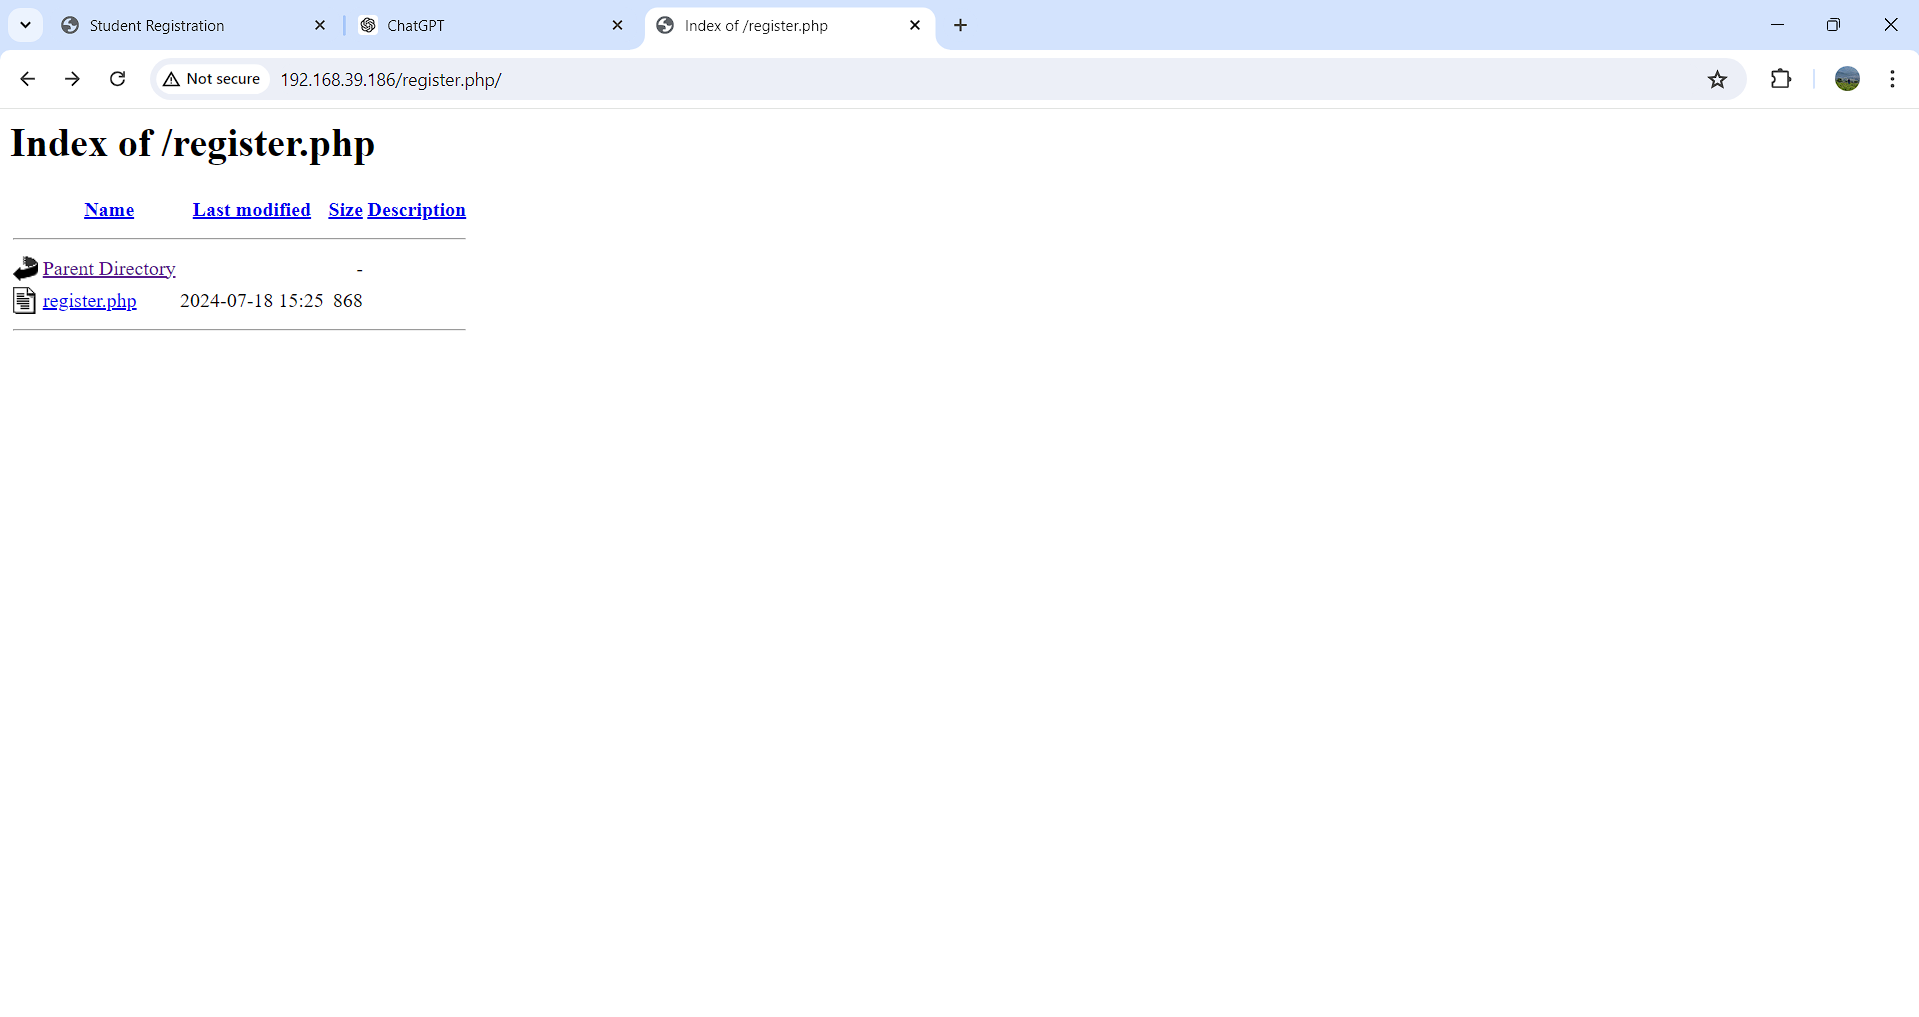 Student Registration
ChatGPT
Index of /register.php
Not secure
192.168.39.186/register.php/
Index of /register.php
Name Last modified Size Description
Parent Directory -
register.php 2024-07-18 15:25 868